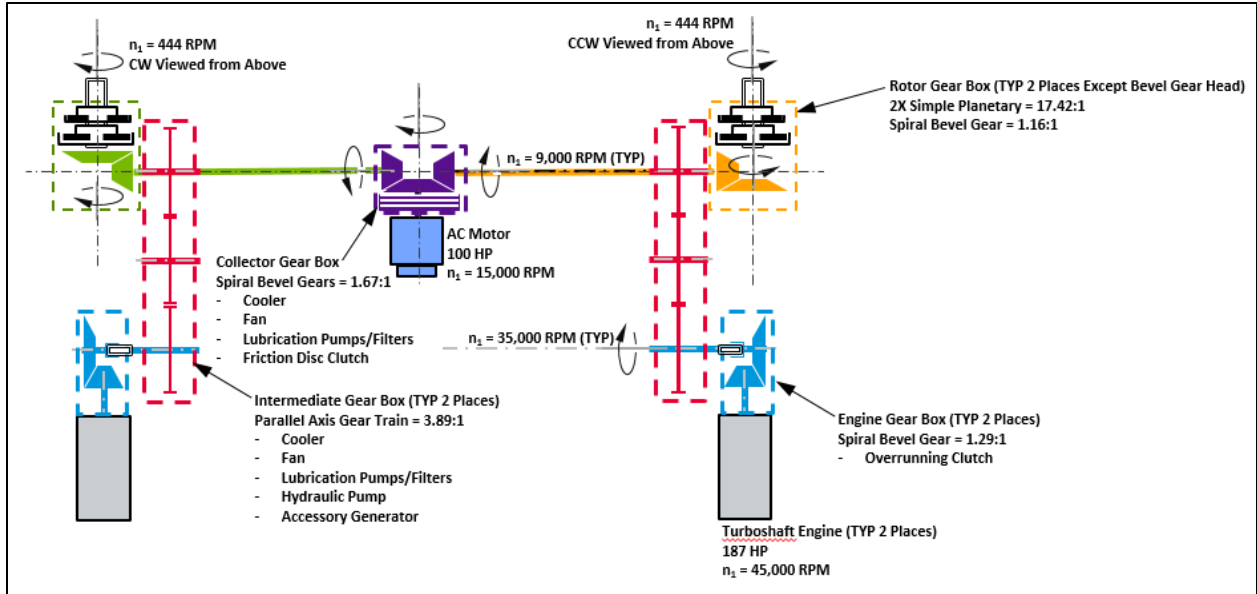 n₁ = 444 RPM
CW Viewed from Above
n₁ = 444 RPM
CCW Viewed from Above
Rotor Gear Box (TYP 2 Places Except Bevel Gear Head)
2X Simple Planetary = 17.42:1
Spiral Bevel Gear = 1.16:1
n₁ = 9,000 RPM (TYP)
AC Motor
100 HP
n₁ = 15,000 RPM
Collector Gear Box
Spiral Bevel Gears = 1.67:1
- Cooler
- Fan
- Lubrication Pumps/Filters
- Friction Disc Clutch
n₁ = 35,000 RPM (TYP)
Intermediate Gear Box (TYP 2 Places)
Parallel Axis Gear Train = 3.89:1
- Cooler
- Fan
- Lubrication Pumps/Filters
- Hydraulic Pump
- Accessory Generator
Engine Gear Box (TYP 2 Places)
Spiral Bevel Gear = 1.29:1
- Overrunning Clutch
Turboshaft Engine (TYP 2 Places)
187 HP
n₁ = 45,000 RPM